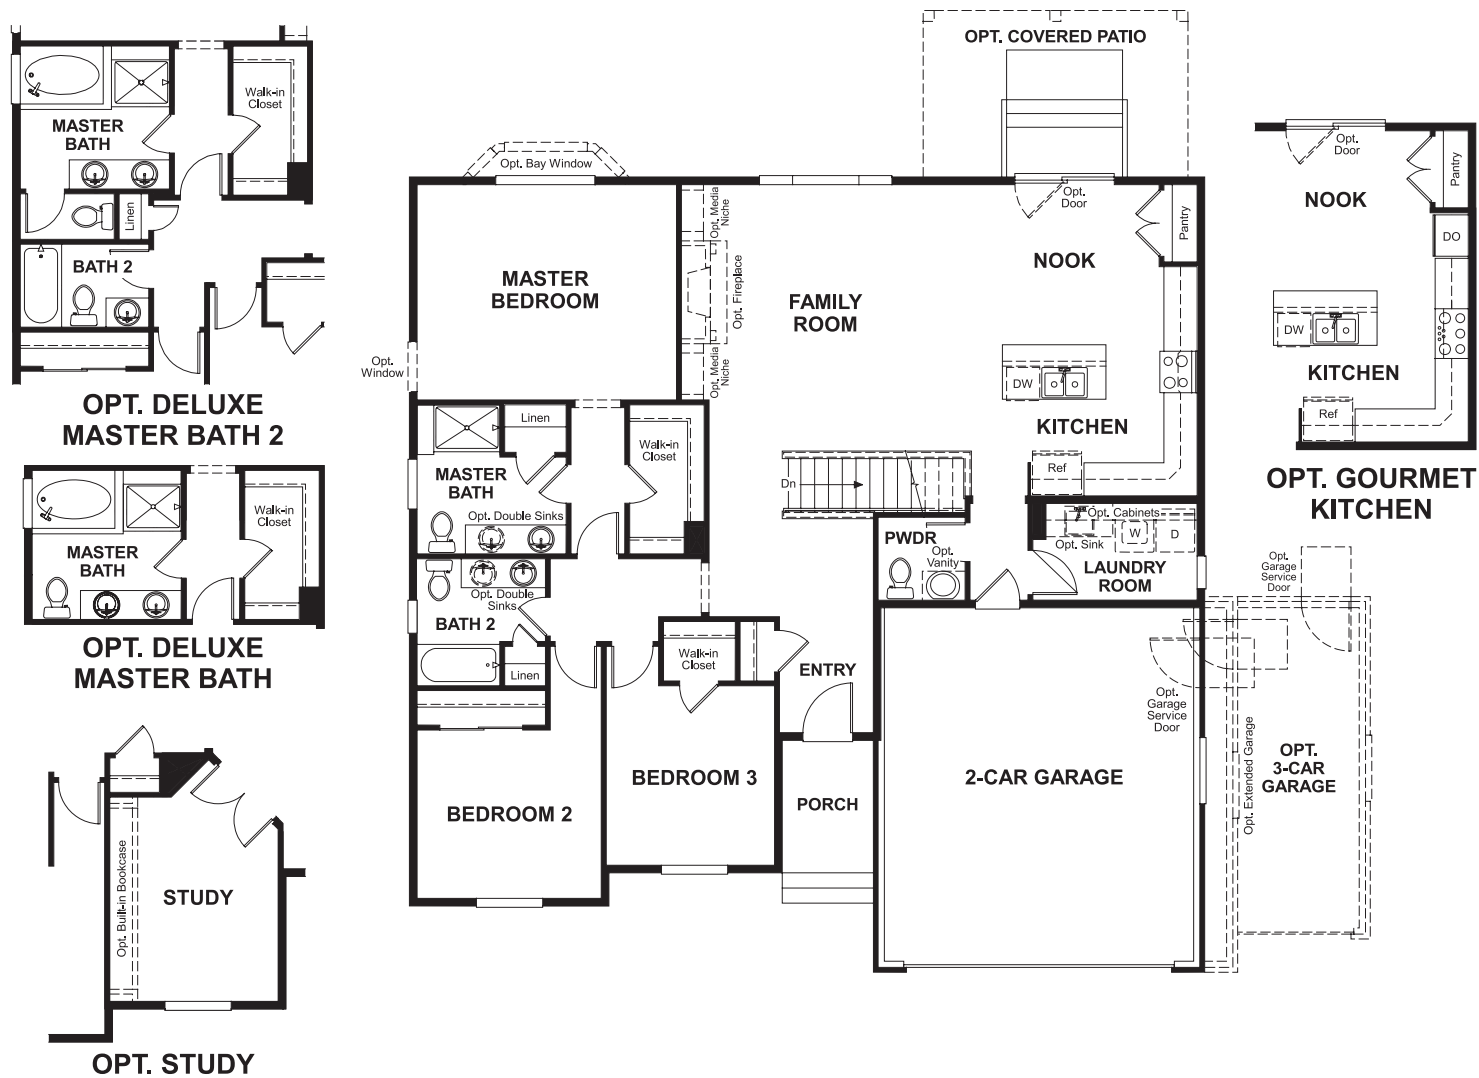 Walk-in
Closet
MASTER
BATH
Linen
BATH 2
OPT. DELUXE
MASTER BATH 2
Walk-in
Closet
MASTER
BATH
OPT. DELUXE
MASTER BATH
Opt. Built-in Bookcase
STUDY
OPT. STUDY
OPT. COVERED PATIO
Opt. Bay Window
Opt. Media
Niche
Opt.
Door
Pantry
MASTER
BEDROOM
Opt. Fireplace
FAMILY
ROOM
NOOK
Opt.
Window
Opt. Media
Niche
DW
KITCHEN
Ref
Linen
Walk-in
Closet
MASTER
BATH
Opt. Double Sinks
Dn
PWDR
Opt.
Vanity
Opt. Cabinets
W
D
Opt. Sink
LAUNDRY
ROOM
Opt. Double
Sinks
BATH 2
Linen
Walk-in
Closet
ENTRY
BEDROOM 2
BEDROOM 3
PORCH
2-CAR GARAGE
Opt.
Garage
Service
Door
Opt.
Garage
Service
Door
Opt. Extended Garage
OPT.
3-CAR
GARAGE
Opt.
Door
Pantry
NOOK
DO
DW
KITCHEN
Ref
OPT. GOURMET
KITCHEN